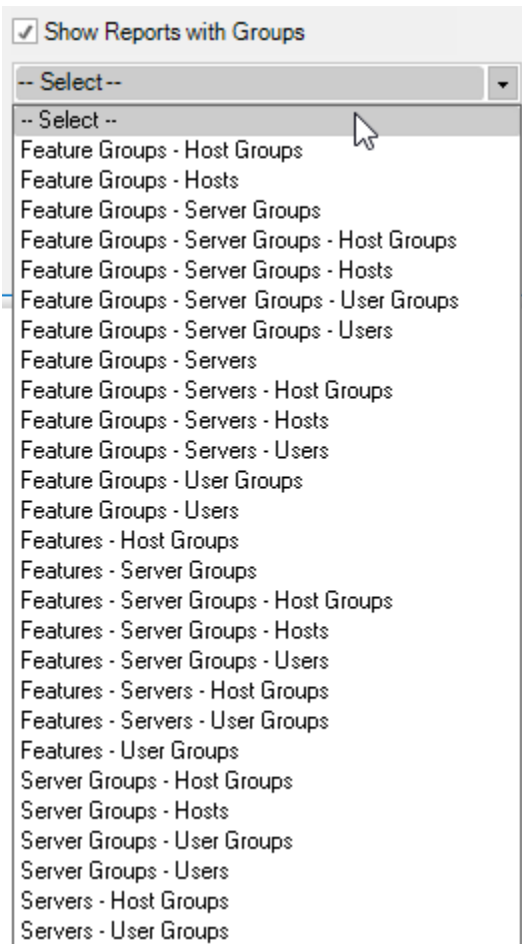 Show Reports with Groups
-- Select --
-- Select --
Feature Groups - Host Groups
Feature Groups - Hosts
Feature Groups - Server Groups
Feature Groups - Server Groups - Host Groups
Feature Groups - Server Groups - Hosts
Feature Groups - Server Groups - User Groups
Feature Groups - Server Groups - Users
Feature Groups - Servers
Feature Groups - Servers - Host Groups
Feature Groups - Servers - Hosts
Feature Groups - Servers - Users
Feature Groups - User Groups
Feature Groups - Users
Features - Host Groups
Features - Server Groups
Features - Server Groups - Host Groups
Features - Server Groups - Hosts
Features - Server Groups - Users
Features - Servers - Host Groups
Features - Servers - User Groups
Features - User Groups
Server Groups - Host Groups
Server Groups - Hosts
Server Groups - User Groups
Server Groups - Users
Servers - Host Groups
Servers - User Groups